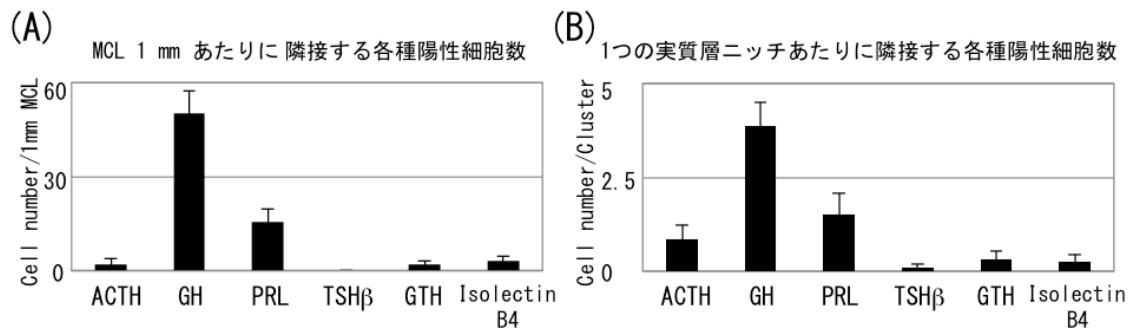 (A)
MCL 1 mm あたりに 隣接する各種陽性細胞数
Cell number/1mm MCL
60
30
0
ACTH GH PRL TSHβ GTH Isolectin B4
(B)
1つの実質層ニッチあたりに隣接する各種陽性細胞数
Cell number/Cluster
5
2.5
0
ACTH GH PRL TSHβ GTH Isolectin B4